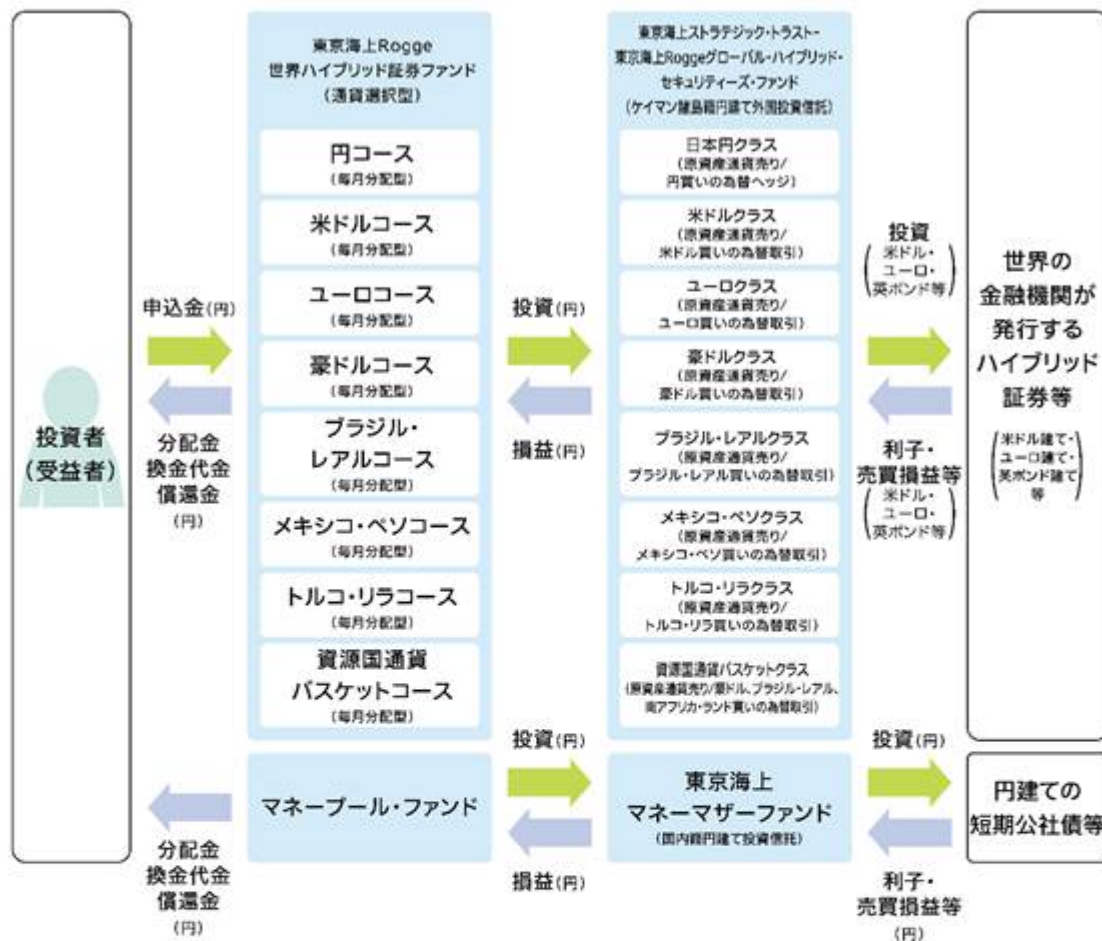 投資者
(受益者)
申込金(円)
分配金
換金代金
償還金
(円)
東京海上Rogge
世界ハイブリッド証券ファンド
(通貨選択型)
円コース
(毎月分配型)
米ドルコース
(毎月分配型)
ユーロコース
(毎月分配型)
豪ドルコース
(毎月分配型)
ブラジル・
レアルコース
(毎月分配型)
メキシコ・ペソコース
(毎月分配型)
トルコ・リラコース
(毎月分配型)
資源国通貨
バスケットコース
(毎月分配型)
投資(円)
損益(円)
東京海上ストラテジック・トラスト-
東京海上Roggeグローバル・ハイブリッド・
セキュリティーズ・ファンド
(ケイマン諸島籍円建て外国投資信託)
日本円クラス
(原資産通貨売り/
円買いの為替ヘッジ)
米ドルクラス
(原資産通貨売り/
米ドル買いの為替取引)
ユーロクラス
(原資産通貨売り/
ユーロ買いの為替取引)
豪ドルクラス
(原資産通貨売り/
豪ドル買いの為替取引)
ブラジル・レアルクラス
(原資産通貨売り/
ブラジル・レアル買いの為替取引)
メキシコ・ペソクラス
(原資産通貨売り/
メキシコ・ペソ買いの為替取引)
トルコ・リラクラス
(原資産通貨売り/
トルコ・リラ買いの為替取引)
資源国通貨バスケットクラス
(原資産通貨売り/豪ドル、ブラジル・レアル、
南アフリカ・ランド買いの為替取引)
投資
(米ドル・
ユーロ・
英ポンド等)
利子・
売買損益等
(米ドル・
ユーロ・
英ポンド等)
世界の
金融機関が
発行する
ハイブリッド
証券等
(米ドル建て・
ユーロ建て・
英ポンド建て
等)
分配金
換金代金
償還金
(円)
マネープール・ファンド
投資(円)
損益(円)
東京海上
マネーマザーファンド
(国内籍円建て投資信託)
投資(円)
利子・
売買損益等
(円)
円建ての
短期公社債等